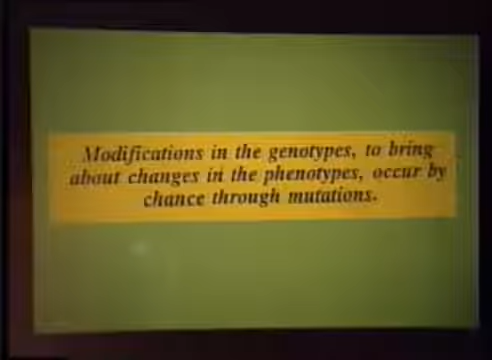 Modifications in the genotypes, to bring
about changes in the phenotypes, occur by
chance through mutations.